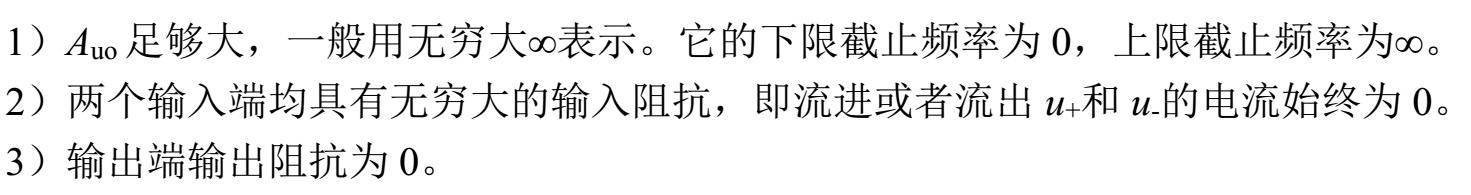 1）Auo 足够大，一般用无穷大∞表示。它的下限截止频率为 0，上限截止频率为∞。
2）两个输入端均具有无穷大的输入阻抗，即流进或者流出 u+和 u-的电流始终为 0。
3）输出端输出阻抗为 0。